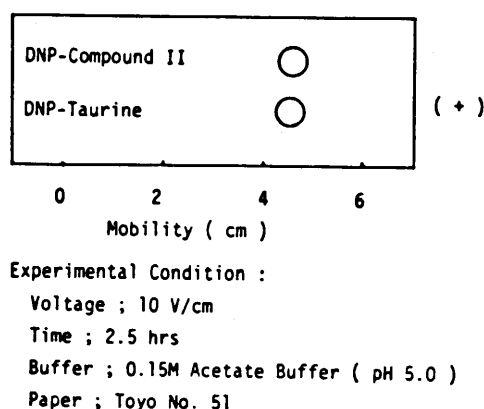 DNP-Compound II
DNP-Taurine
( + )
0 2 4 6
Mobility ( cm )
Experimental Condition :
Voltage ; 10 V/cm
Time ; 2.5 hrs
Buffer ; 0.15M Acetate Buffer ( pH 5.0 )
Paper ; Toyo No. 51